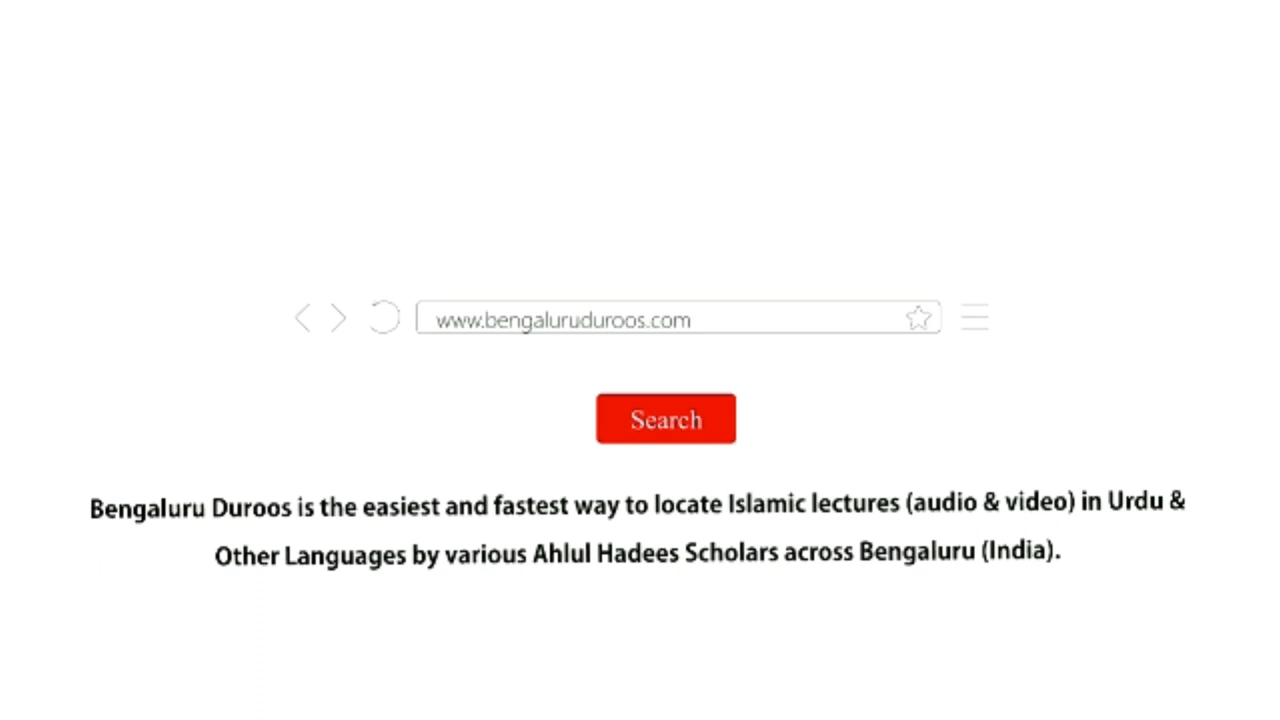 www.bengaluruduroos.com
Search
Bengaluru Duroos is the easiest and fastest way to locate Islamic lectures (audio & video) in Urdu &
Other Languages by various Ahlul Hadees Scholars across Bengaluru (India).